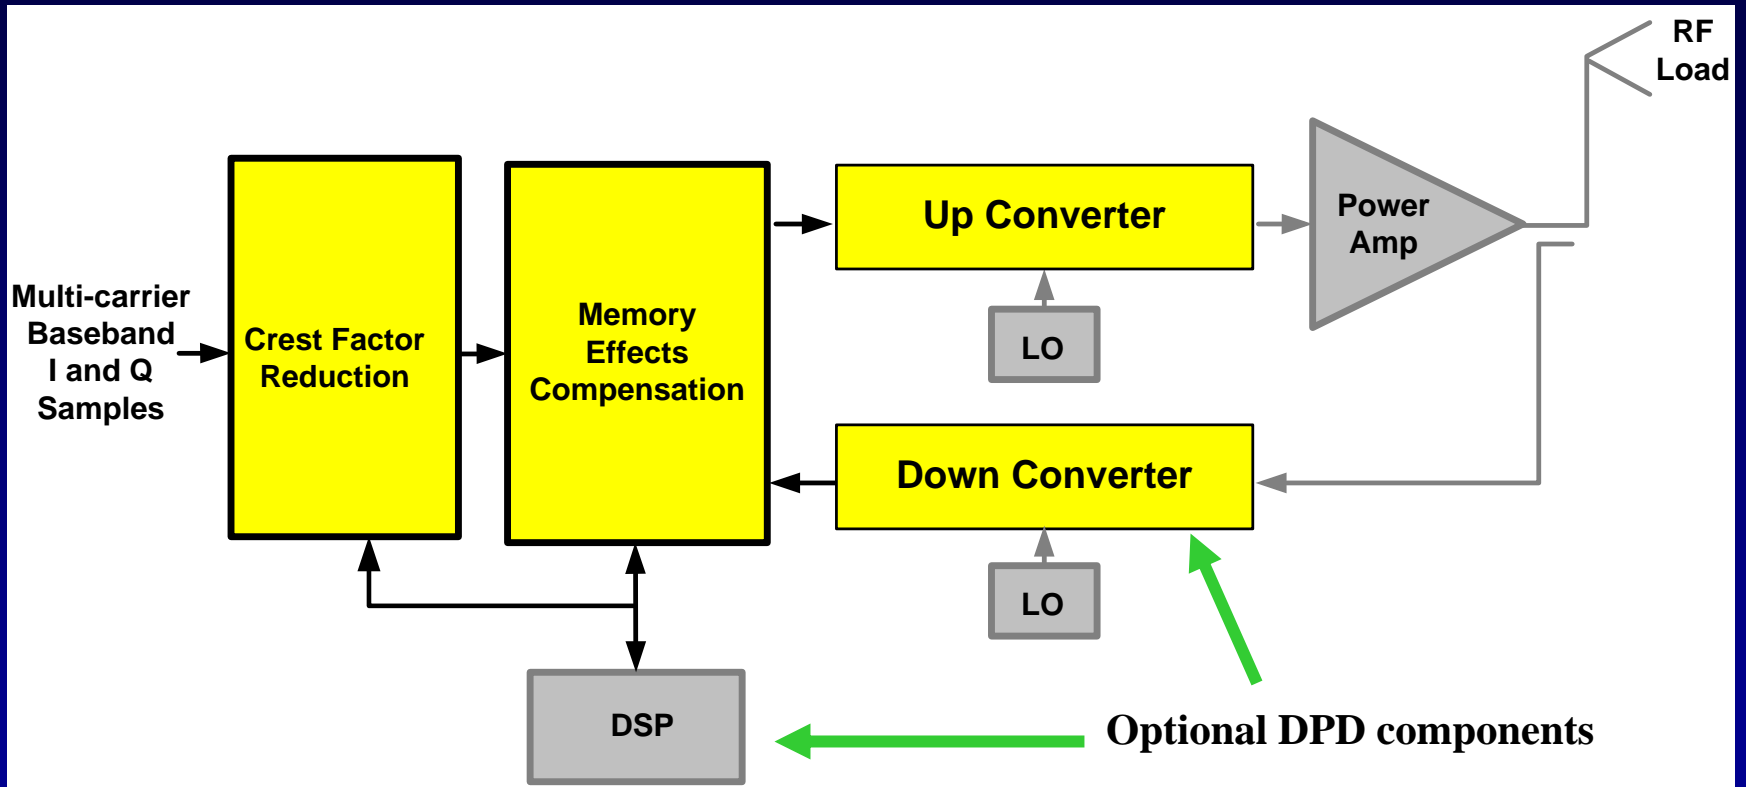 RF
Load
Up Converter
Power
Amp
Multi-carrier
Baseband
I and Q
Samples
Crest Factor
Reduction
Memory
Effects
Compensation
LO
Down Converter
LO
DSP
Optional DPD components